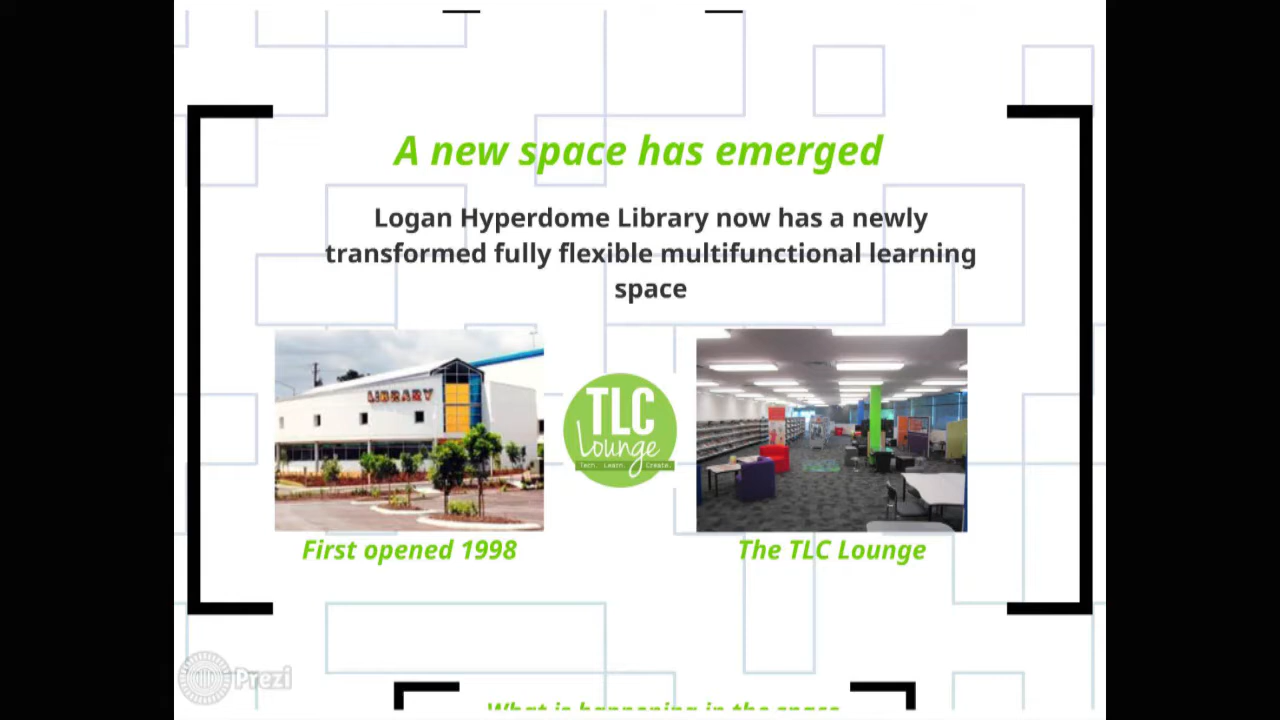 A new space has emerged
Logan Hyperdome Library now has a newly
transformed fully flexible multifunctional learning
space
LIBRARY
TLC
Lounge
Tech. Learn. Create.
First opened 1998
The TLC Lounge
Prezi
What is happening in the space